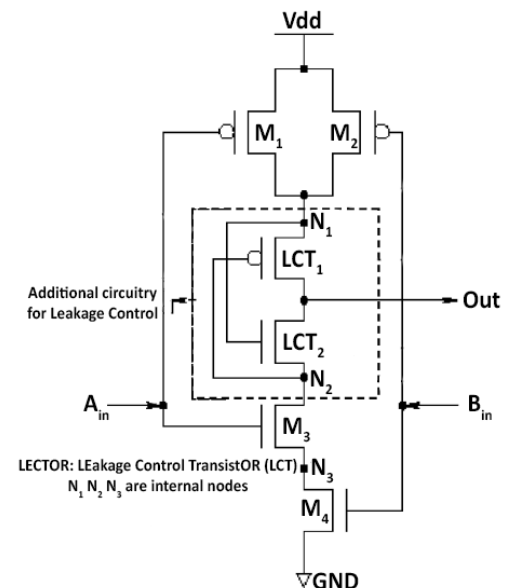 Vdd
M1 M2
N1
LCT1
Additional circuitry
for Leakage Control
Out
LCT2
N2
Ain
Bin
M3
LECTOR: LEakage Control TransistOR (LCT)
N1 N2 N3 are internal nodes
N3
M4
GND